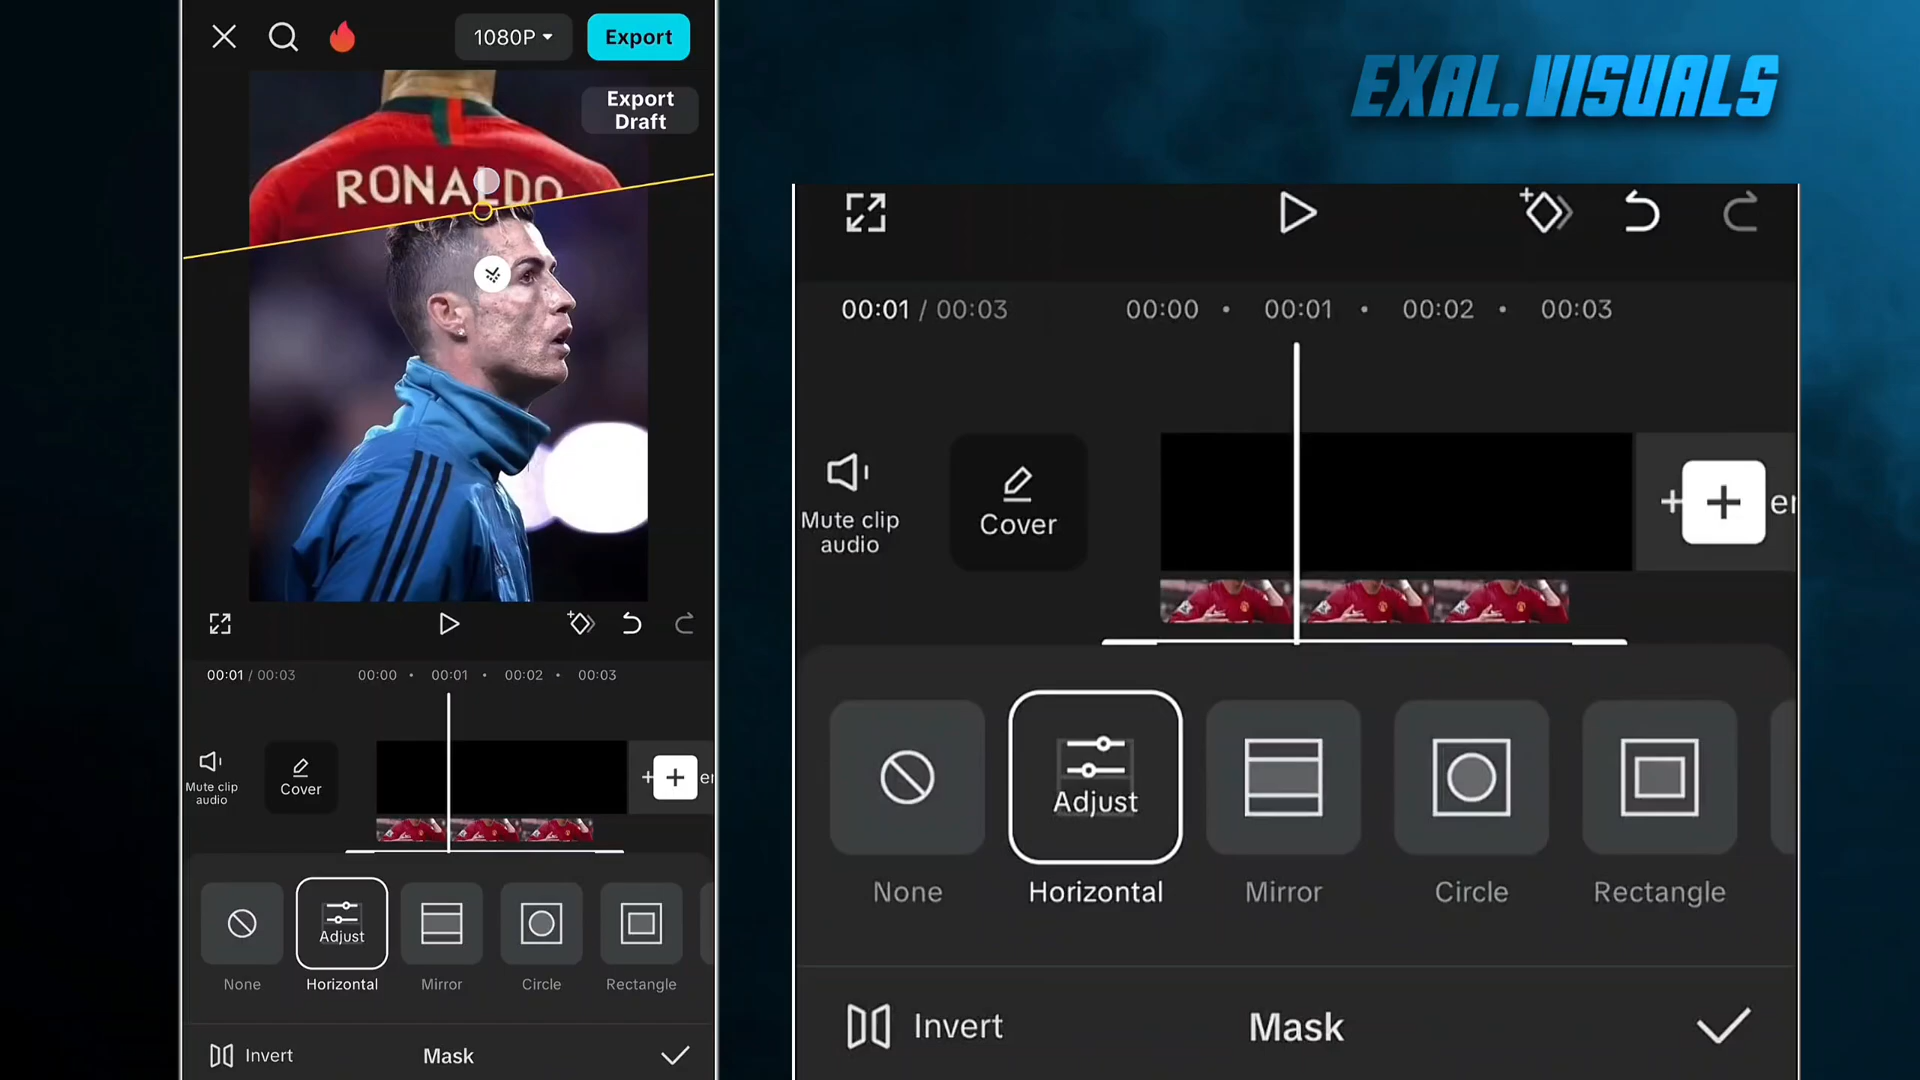 1080P
Export
Export
Draft
RONALDO
00:01 / 00:03
00:00
00:01
00:02
00:03
Mute clip
audio
Cover
+
+
er
Adjust
None
Horizontal
Mirror
Circle
Rectangle
Invert
Mask
EXAL.VISUALS
00:01 / 00:03
00:00
00:01
00:02
00:03
Mute clip
audio
Cover
+
+
er
Adjust
None
Horizontal
Mirror
Circle
Rectangle
Invert
Mask